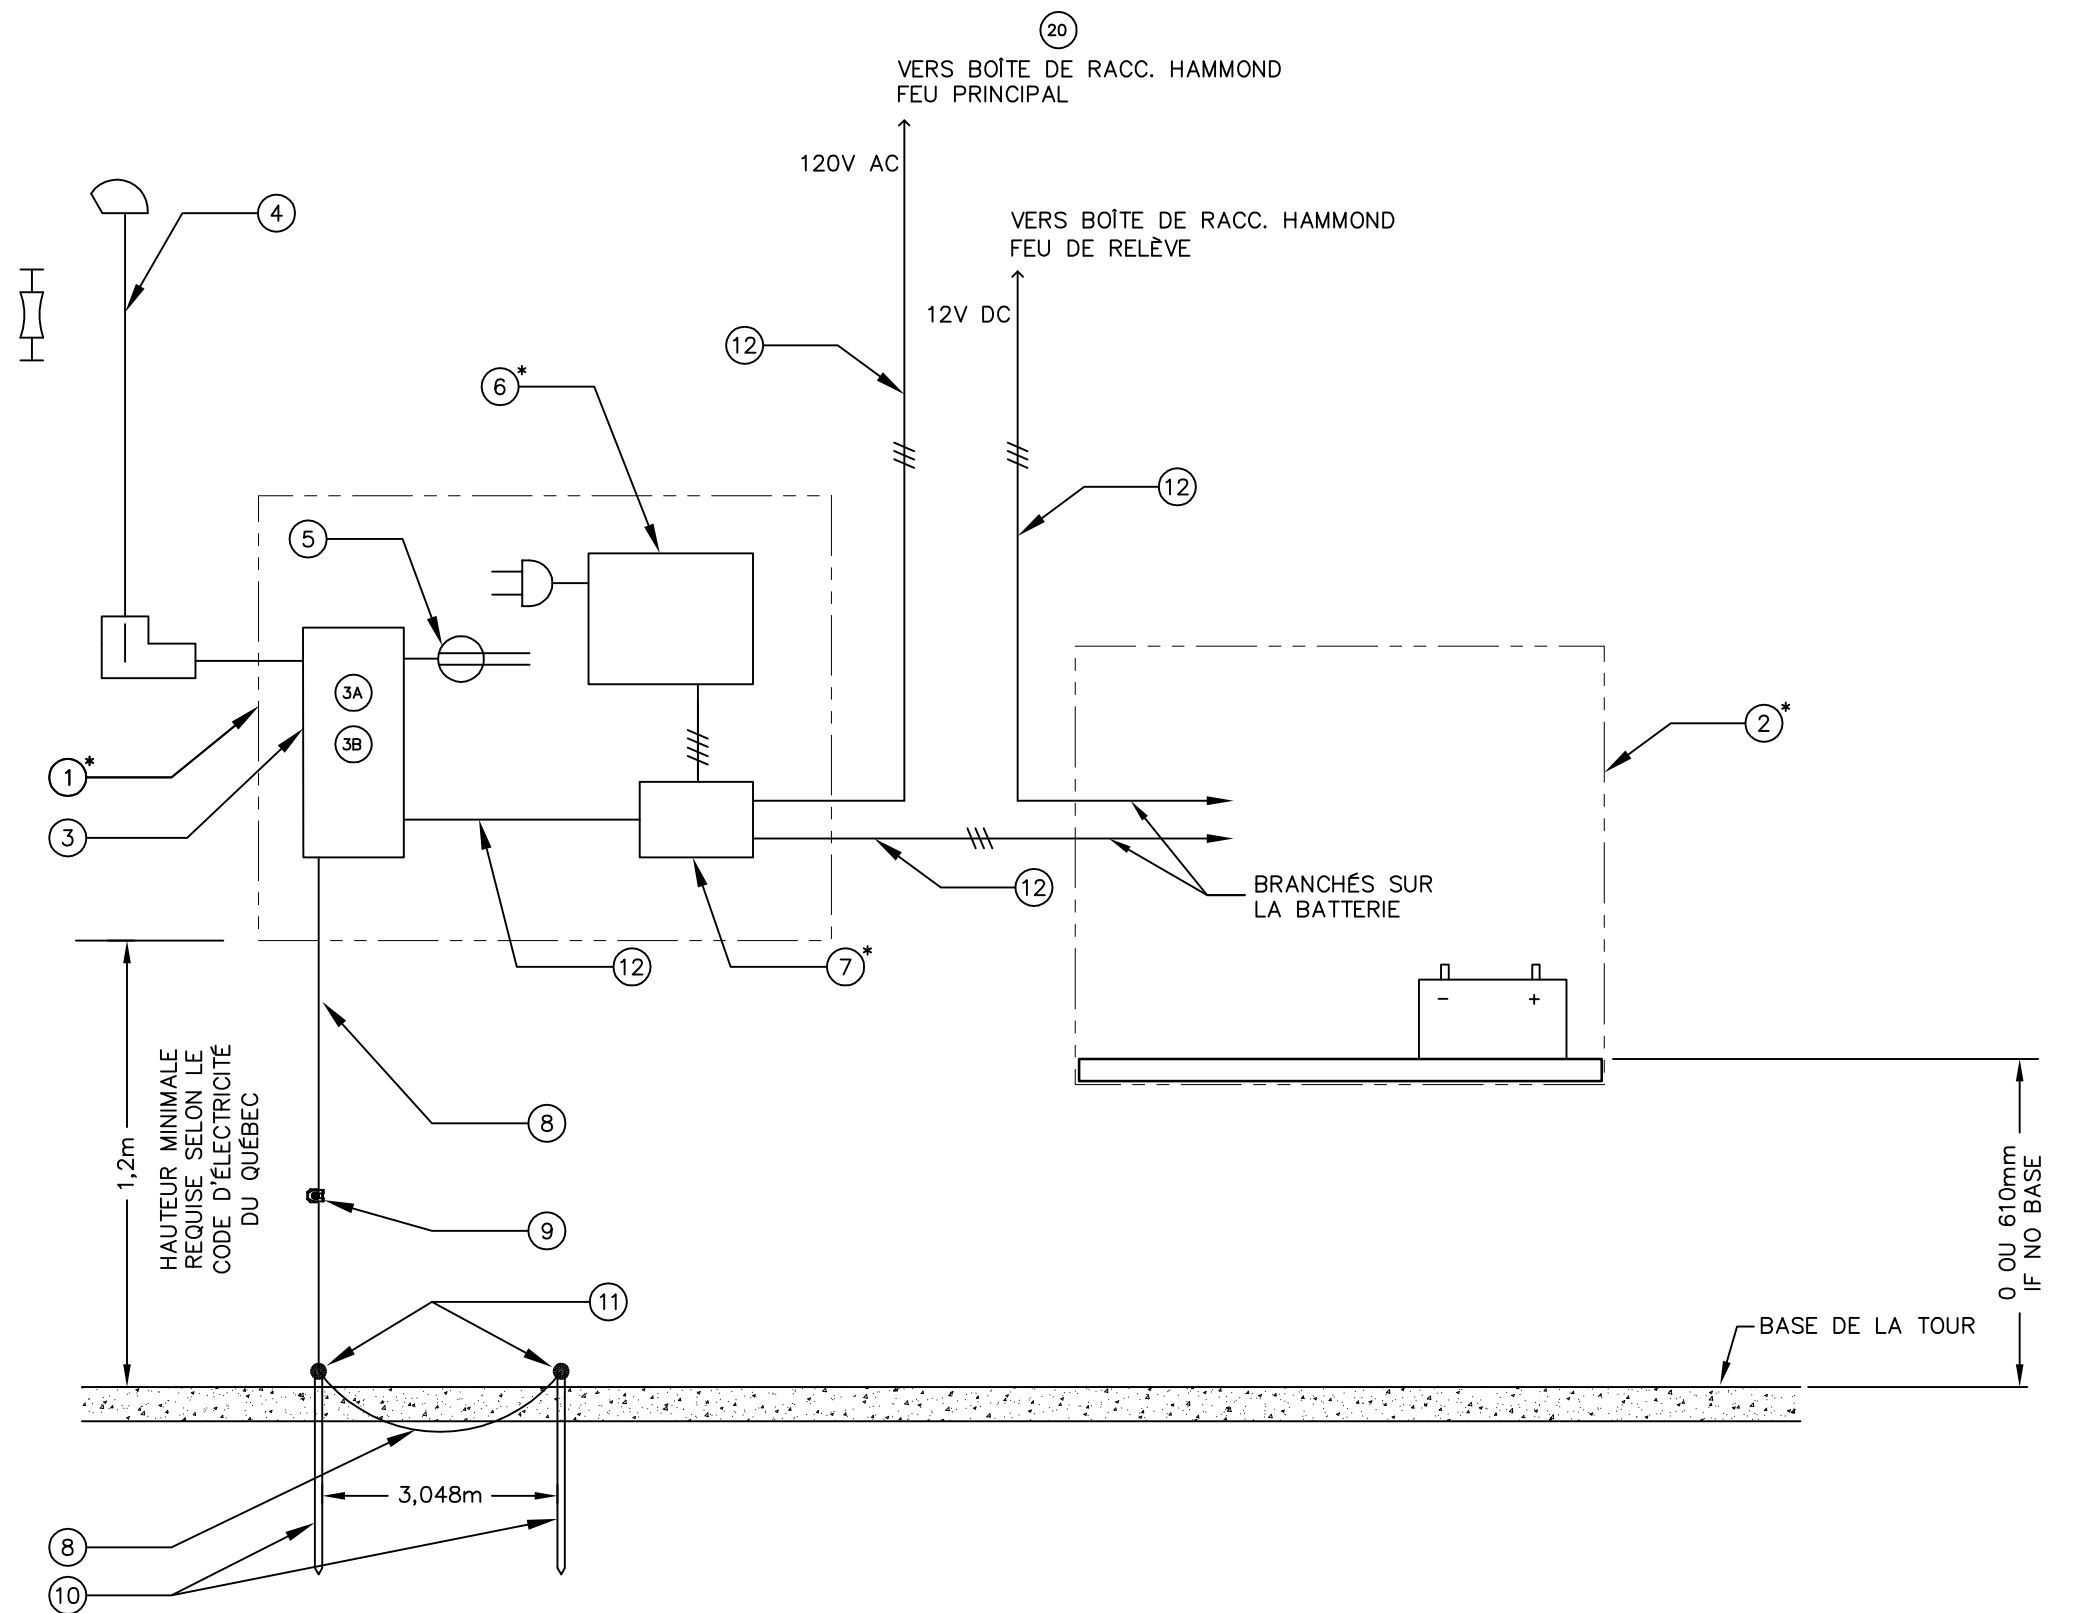 20
VERS BOÎTE DE RACC. HAMMOND
FEU PRINCIPAL
120V AC
4
VERS BOÎTE DE RACC. HAMMOND
FEU DE RELÈVE
12V DC
12
6*
12
5
3A
3B
1*
3
2*
12
BRANCHÉS SUR
LA BATTERIE
12
7*
- +
1,2m
HAUTEUR MINIMALE
REQUISE SELON LE
CODE D'ÉLECTRICITÉ
DU QUÉBEC
8
9
11
0 OU 610mm
IF NO BASE
BASE DE LA TOUR
3,048m
8
10